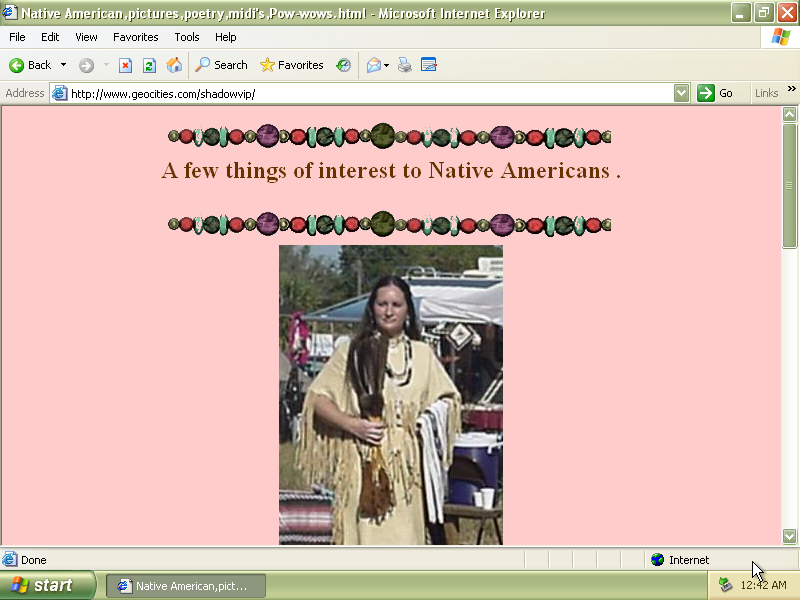 Native American,pictures,poetry,midi's,Pow-wows.html - Microsoft Internet Explorer
File Edit View Favorites Tools Help
Back Search Favorites
Address http://www.geocities.com/shadowvip/ Go Links »
A few things of interest to Native Americans .
Done Internet
start Native American,pict... 12:42 AM